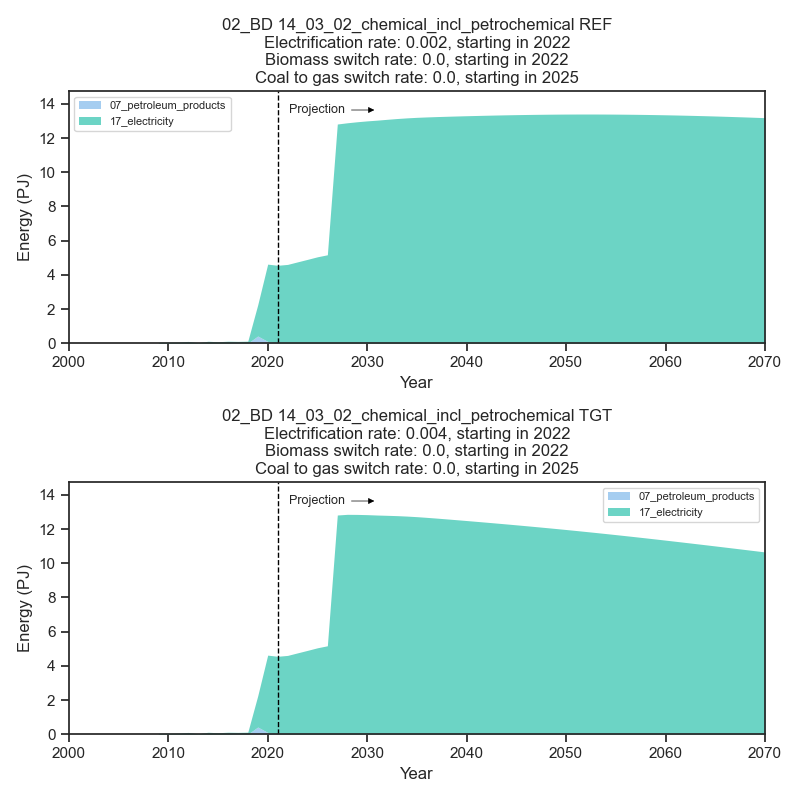 02_BD 14_03_02_chemical_incl_petrochemical REF
Electrification rate: 0.002, starting in 2022
Biomass switch rate: 0.0, starting in 2022
Coal to gas switch rate: 0.0, starting in 2025
07_petroleum_products
17_electricity
Projection
Energy (PJ)
14
12
10
8
6
4
2
0
2000 2010 2020 2030 2040 2050 2060 2070
Year
02_BD 14_03_02_chemical_incl_petrochemical TGT
Electrification rate: 0.004, starting in 2022
Biomass switch rate: 0.0, starting in 2022
Coal to gas switch rate: 0.0, starting in 2025
Projection
07_petroleum_products
17_electricity
Energy (PJ)
14
12
10
8
6
4
2
0
2000 2010 2020 2030 2040 2050 2060 2070
Year